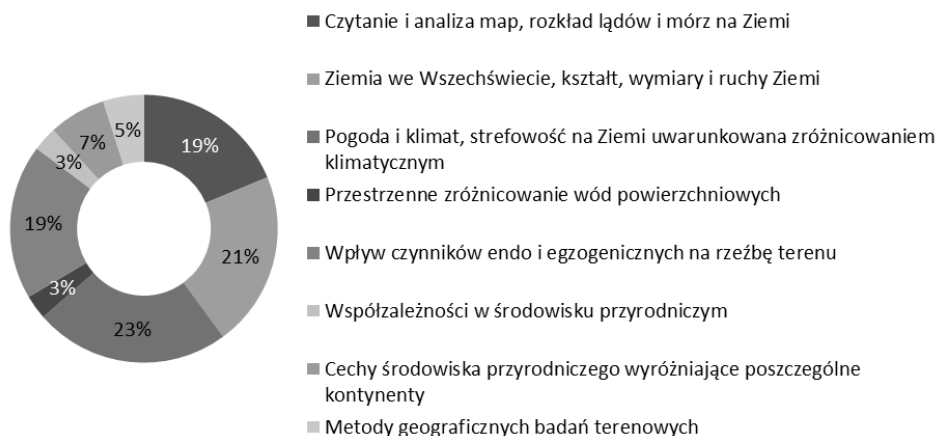 Czytanie i analiza map, rozkład lądów i mórz na Ziemi
Ziemia we Wszechświecie, kształt, wymiary i ruchy Ziemi
Pogoda i klimat, strefowość na Ziemi uwarunkowana zróżnicowaniem
klimatycznym
Przestrzenne zróżnicowanie wód powierzchniowych
Wpływ czynników endo i egzogenicznych na rzeźbę terenu
Współzależności w środowisku przyrodniczym
Cechy środowiska przyrodniczego wyróżniające poszczególne
kontynenty
Metody geograficznych badań terenowych
19%
21%
23%
3%
19%
3%
7%
5%